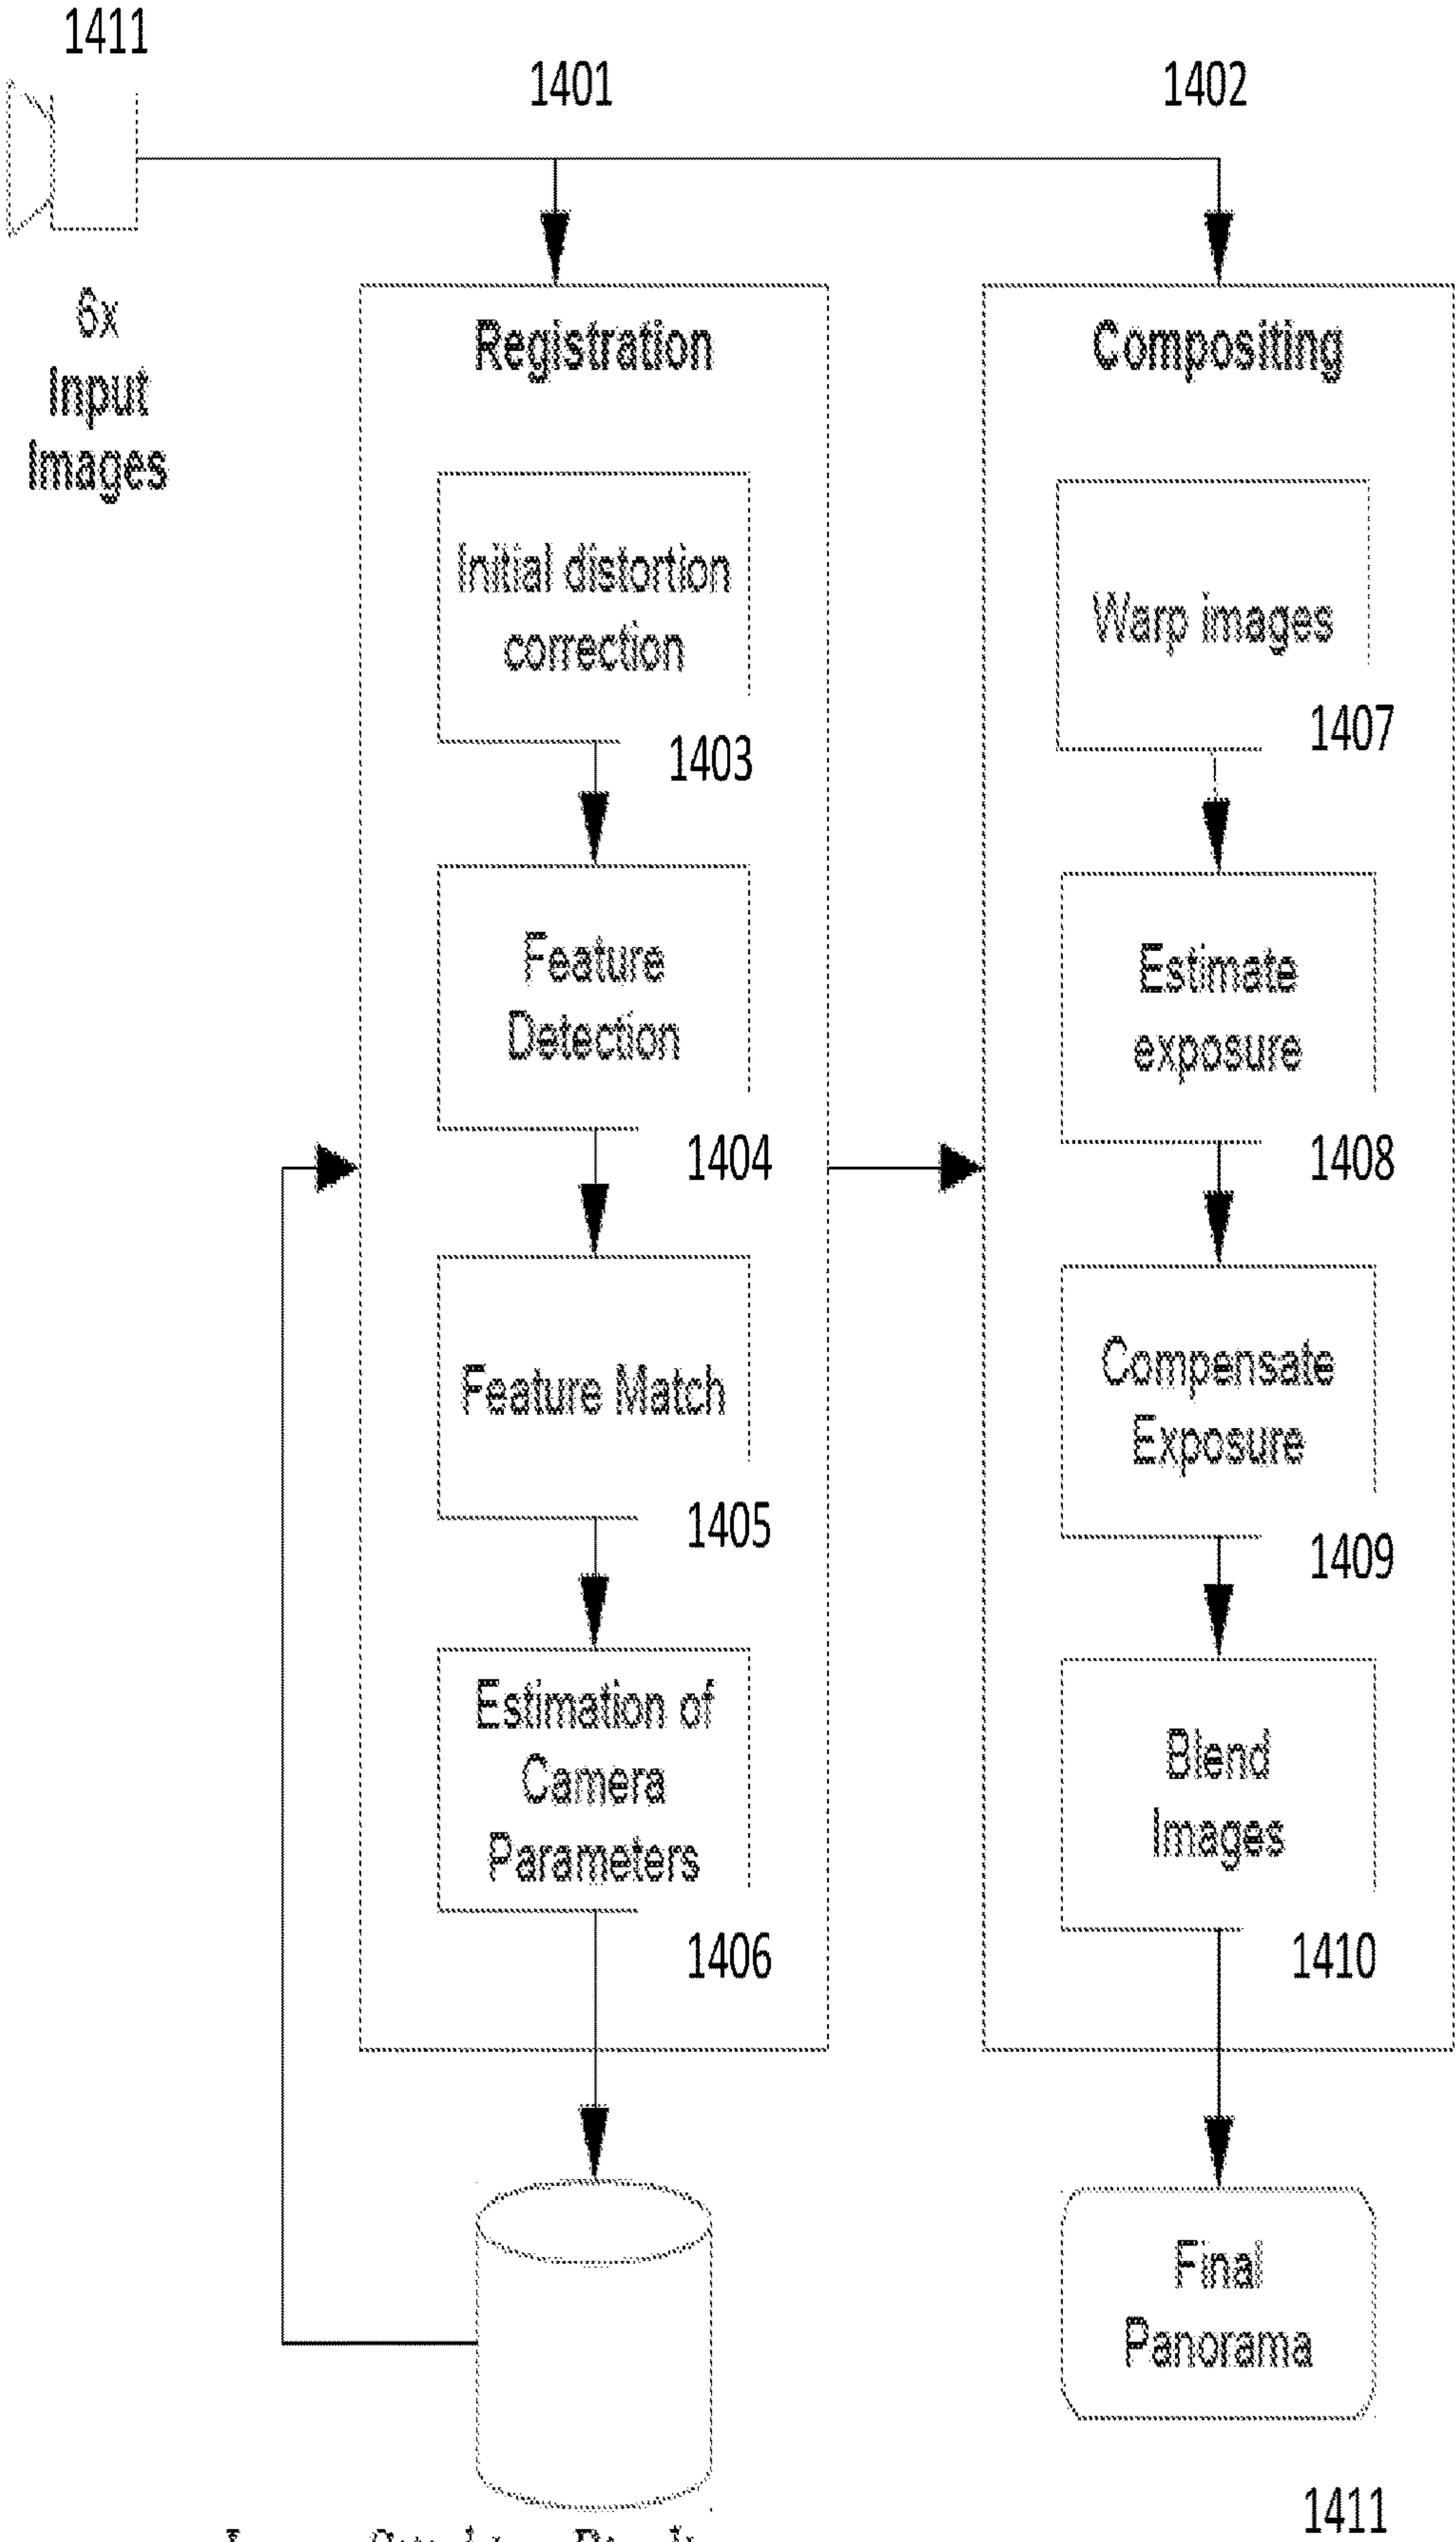 1411
1401
1402
6x
Input
Images
Registration
Initial distortion
correction
1403
Feature
Detection
1404
Feature Match
1405
Estimation of
Camera
Parameters
1406
Compositing
Warp images
1407
Estimate
exposure
1408
Compensate
Exposure
1409
Blend
Images
1410
Final
Panorama
1411